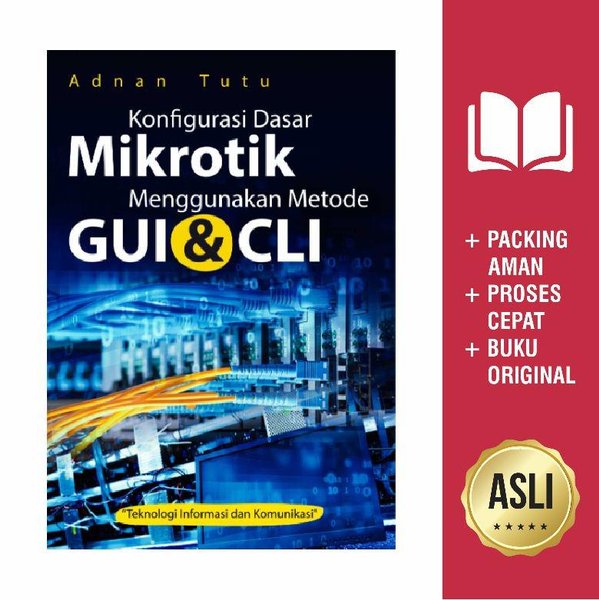 Adnan Tutu
Konfigurasi Dasar
Mikrotik
Menggunakan Metode
GUI & CLI
"Teknologi Informasi dan Komunikasi"
+ PACKING
AMAN
+ PROSES
CEPAT
+ BUKU
ORIGINAL
ASLI